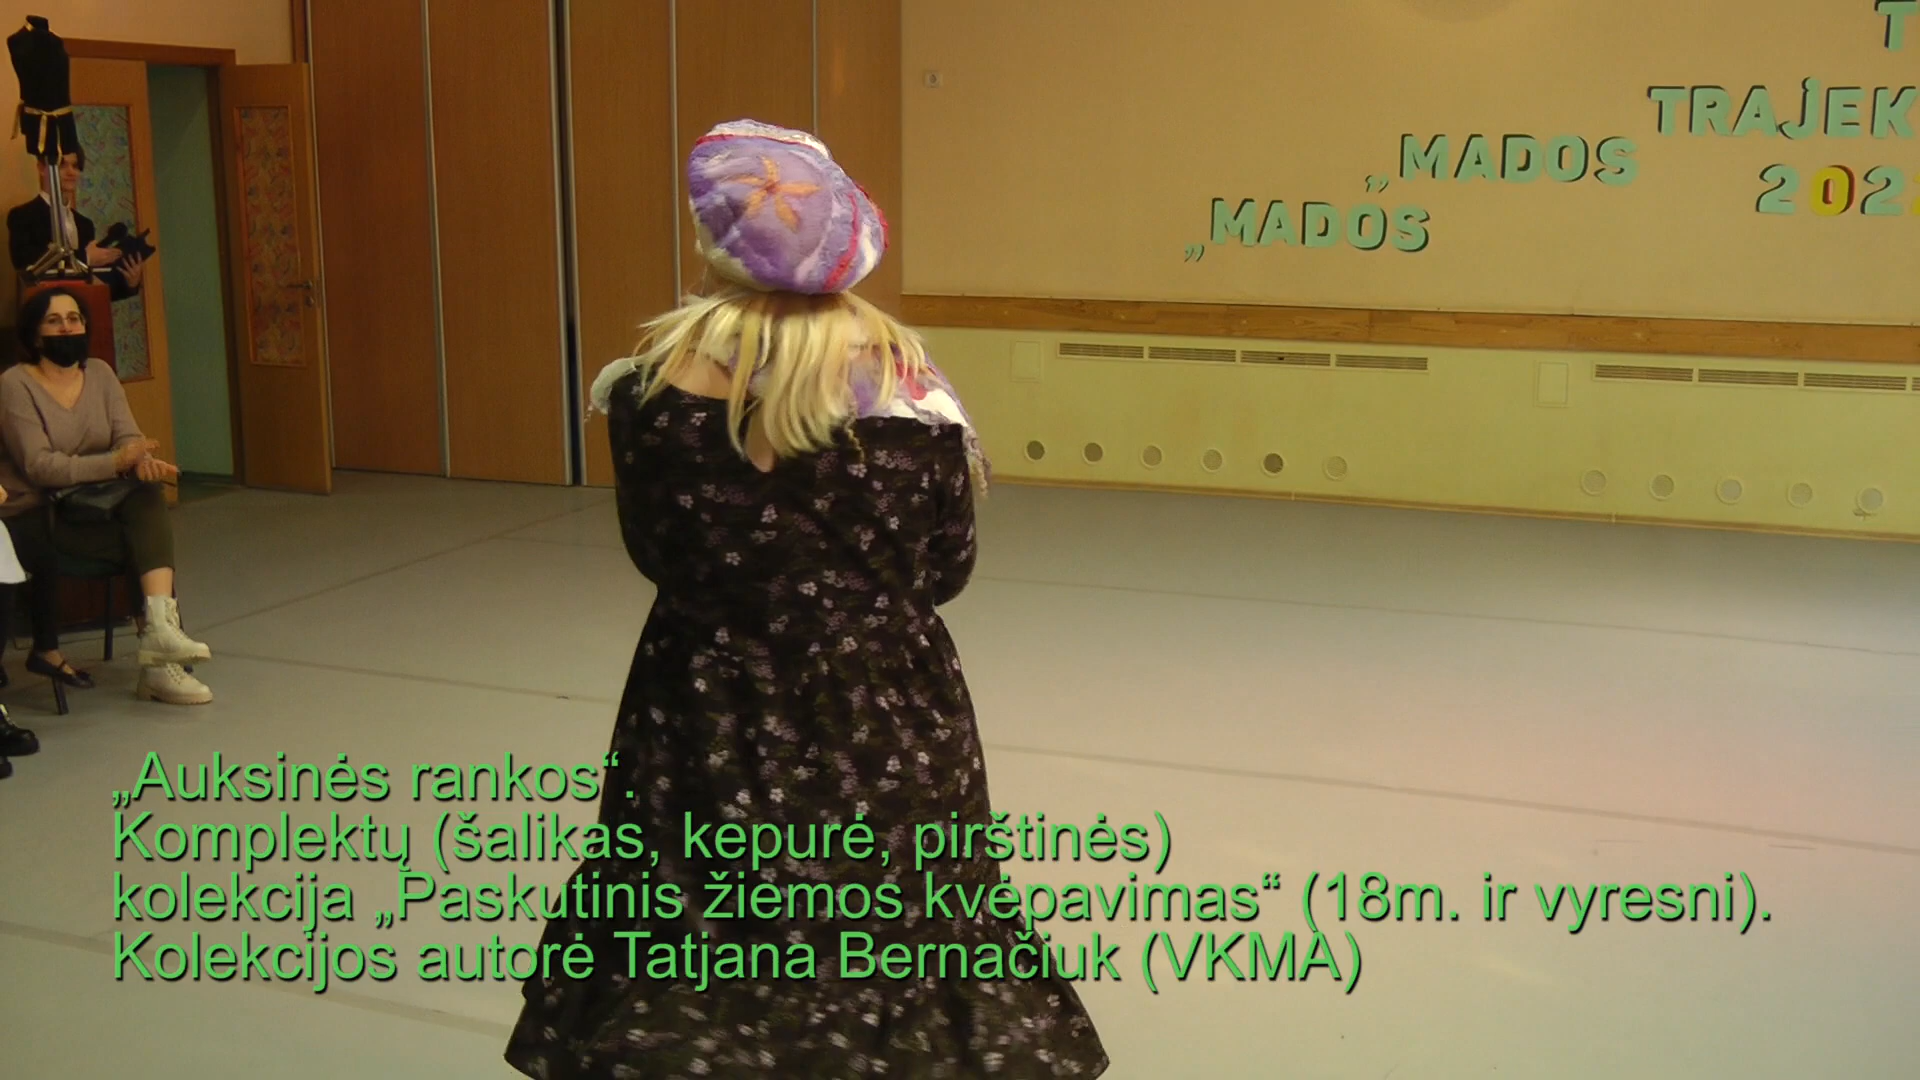 T
TRAJEK
„MADOS
2022
„MADOS
„Auksinės rankos“.
Komplektų (šalikas, kepurė, pirštinės)
kolekcija „Paskutinis žiemos kvėpavimas“ (18m. ir vyresni).
Kolekcijos autorė Tatjana Bernačiuk (VKMA)